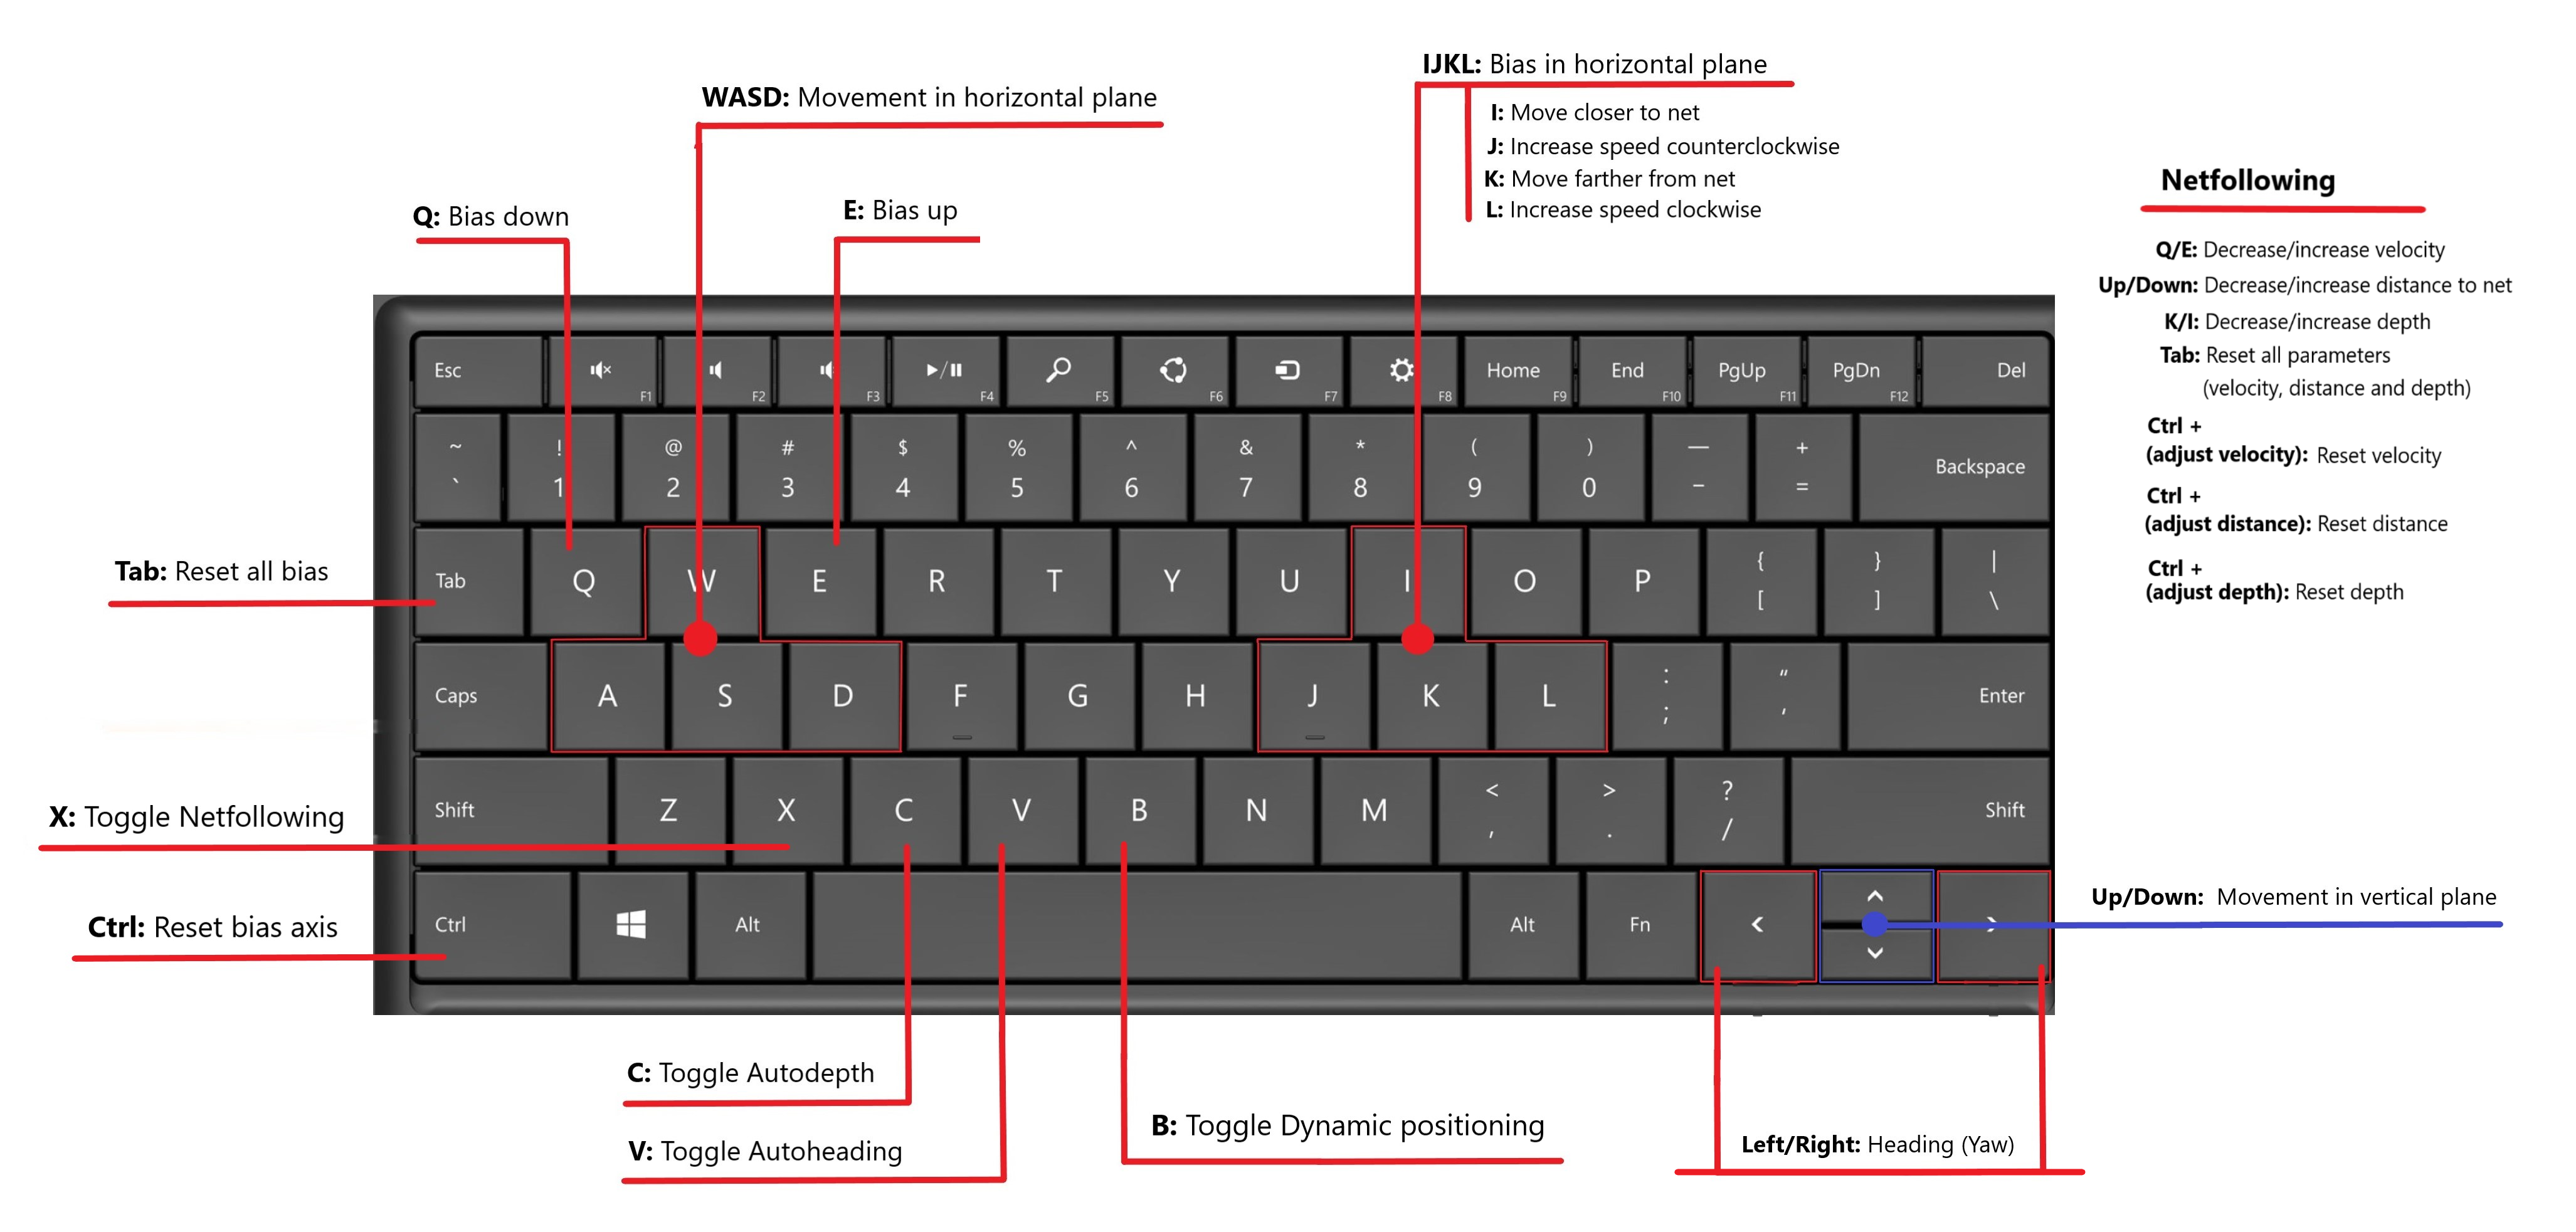 IJKL: Bias in horizontal plane
WASD: Movement in horizontal plane
I: Move closer to net
J: Increase speed counterclockwise
K: Move farther from net
L: Increase speed clockwise
Q: Bias down
E: Bias up
Netfollowing
Q/E: Decrease/increase velocity
Up/Down: Decrease/increase distance to net
K/I: Decrease/increase depth
Tab: Reset all parameters
(velocity, distance and depth)
Ctrl +
(adjust velocity): Reset velocity
Ctrl +
(adjust distance): Reset distance
Ctrl +
(adjust depth): Reset depth
Esc F1 F2 F3 F4 F5 F6 F7 F8 Home F9 End F10 PgUp F11 PgDn F12 Del
~ ! @ # $ % ^ & * ( ) — +
` 1 2 3 4 5 6 7 8 9 0 - = Backspace
Tab: Reset all bias
Tab Q W E R T Y U I O P { } |
[ ] \
Caps A S D F G H J K L : “ Enter
; ,
X: Toggle Netfollowing
Shift Z X C V B N M < > ? Shift
, . /
Ctrl: Reset bias axis
Ctrl Alt Alt Fn
Up/Down: Movement in vertical plane
C: Toggle Autodepth
B: Toggle Dynamic positioning
V: Toggle Autoheading
Left/Right: Heading (Yaw)